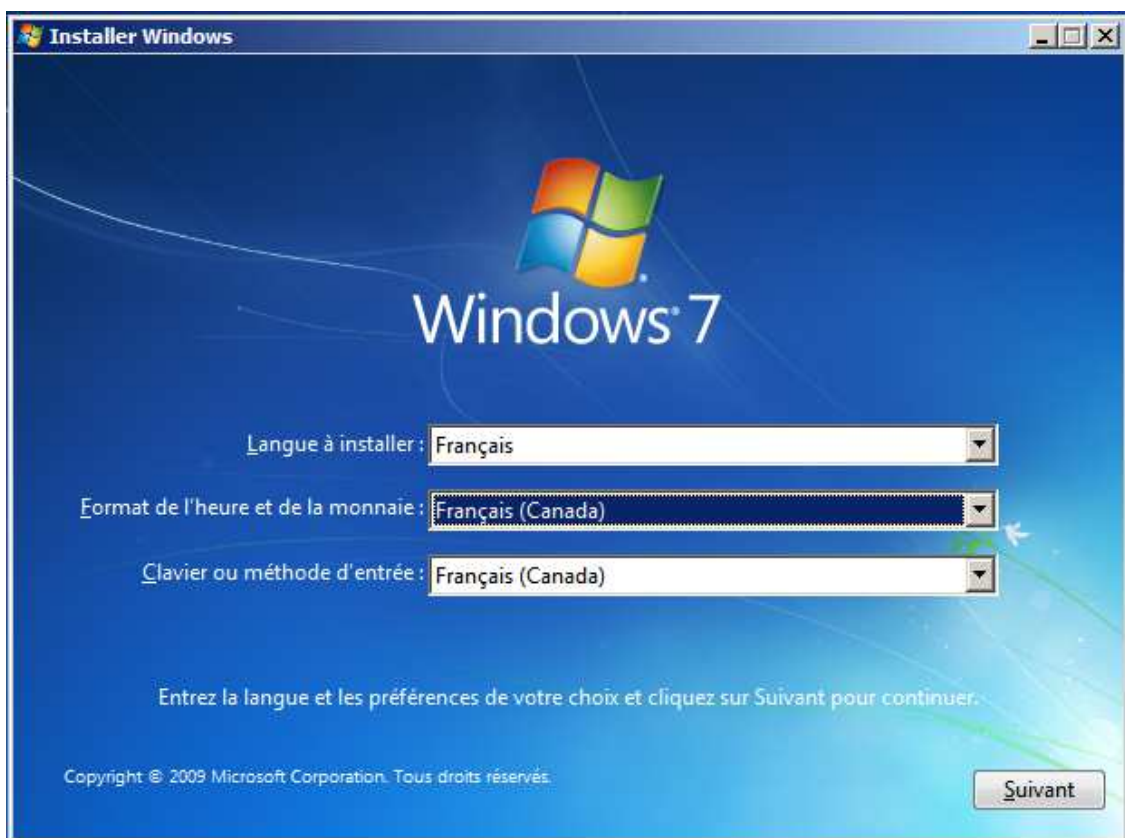 Installer Windows
Windows® 7
Langue à installer : Français
Format de l'heure et de la monnaie : Français (Canada)
Clavier ou méthode d'entrée : Français (Canada)
Entrez la langue et les préférences de votre choix et cliquez sur Suivant pour continuer.
Copyright © 2009 Microsoft Corporation. Tous droits réservés.
Suivant